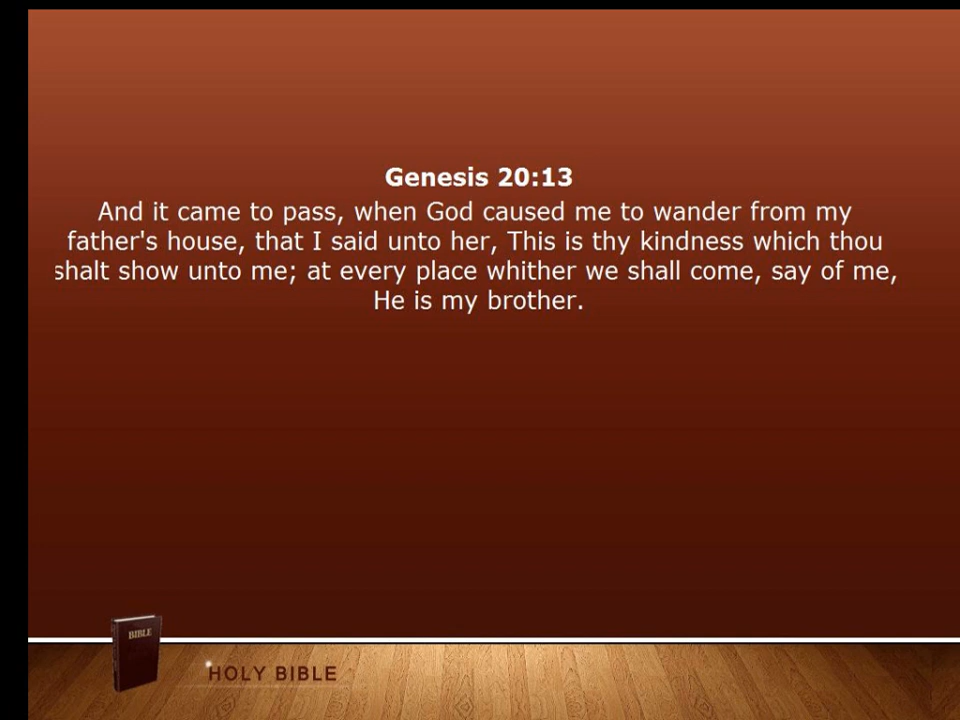 Genesis 20:13
And it came to pass, when God caused me to wander from my
father's house, that I said unto her, This is thy kindness which thou
shalt show unto me; at every place whither we shall come, say of me,
He is my brother.
BIBLE
HOLY BIBLE